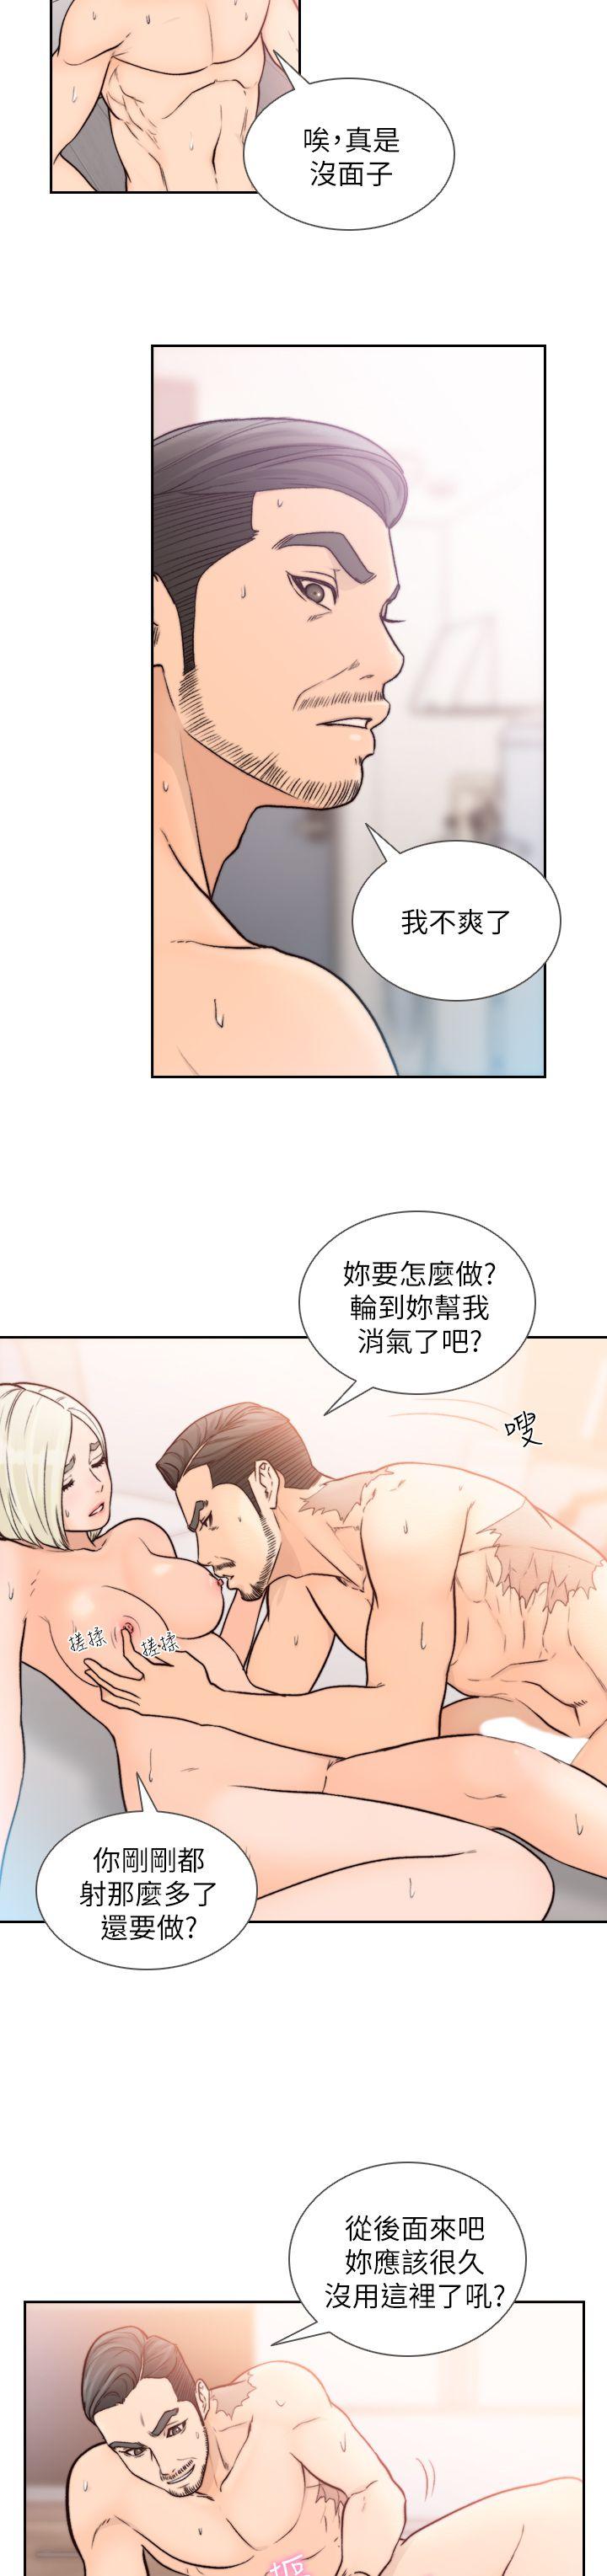 唉，真是
沒面子
我不爽了
妳要怎麼做?
輪到妳幫我
消氣了吧?
嗖
搓揉
搓揉
你剛剛都
射那麼多了
還要做?
從後面來吧
妳應該很久
沒用這裡了吼?